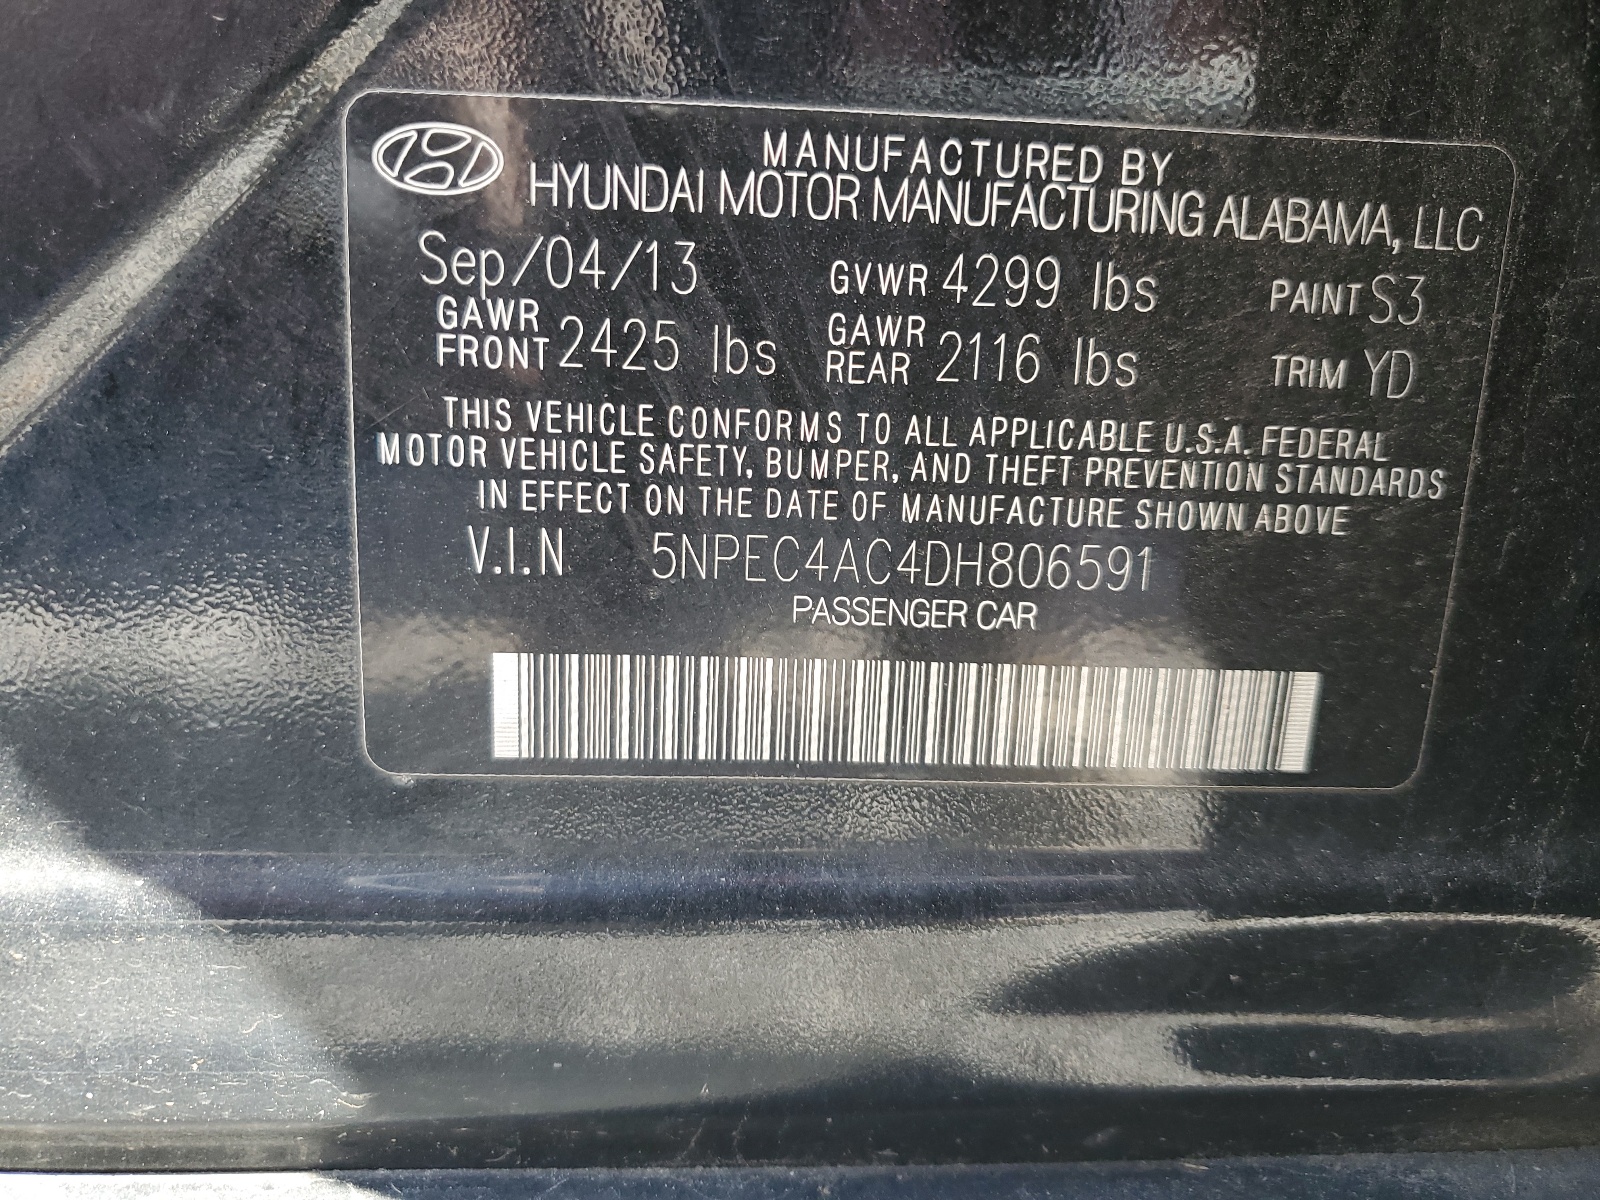 MANUFACTURED BY
HYUNDAI MOTOR MANUFACTURING ALABAMA, LLC
Sep/04/13 GVWR 4299 lbs PAINT S3
GAWR FRONT 2425 lbs GAWR REAR 2116 lbs TRIM YD
THIS VEHICLE CONFORMS TO ALL APPLICABLE U.S.A. FEDERAL
MOTOR VEHICLE SAFETY, BUMPER, AND THEFT PREVENTION STANDARDS
IN EFFECT ON THE DATE OF MANUFACTURE SHOWN ABOVE
V.I.N 5NPEC4AC4DH806591
PASSENGER CAR